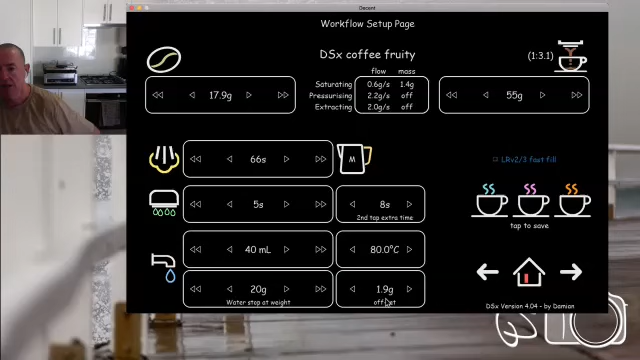 Decent
Workflow Setup Page
DSx coffee fruity
(1:3.1)
flow mass
Saturating 0.6g/s 1.4g
Pressurising 2.2g/s off
Extracting 2.0g/s off
17.9g
55g
66s
M
LRv2/3 fast fill
5s
8s
2nd tap extra time
tap to save
40 mL
80.0°C
20g
Water stop at weight
1.9g
DSx Version 4.04 - by Damian